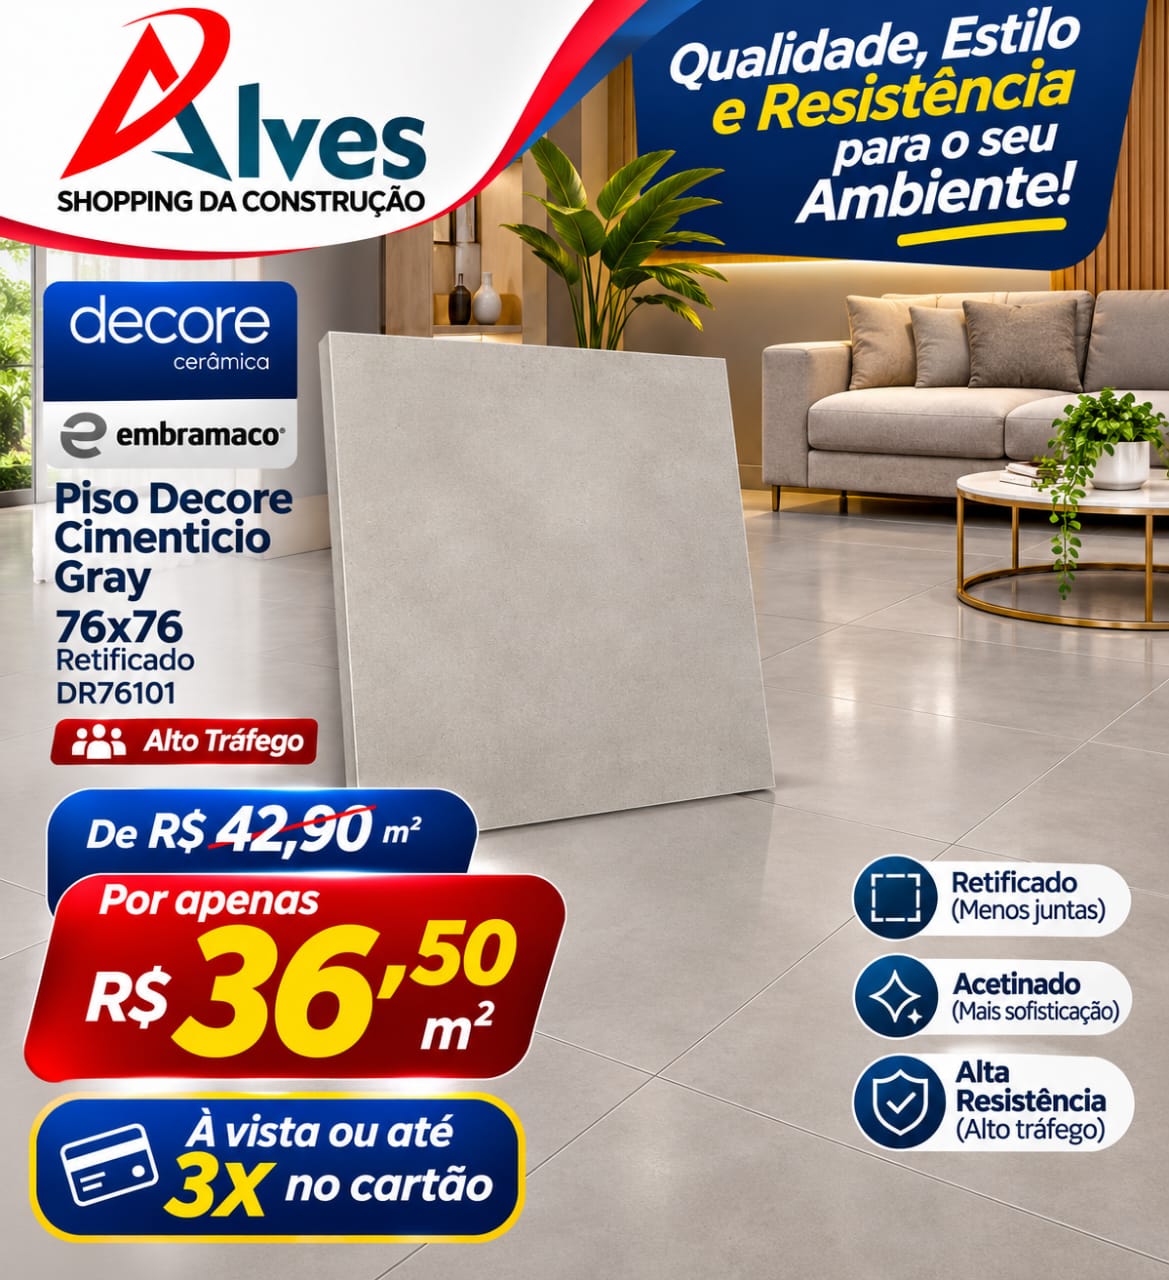 Alves
SHOPPING DA CONSTRUÇÃO
Qualidade, Estilo
e Resistência
para o seu
Ambiente!
decore
cerâmica
embramaco
Piso Decore
Cimenticio
Gray
76x76
Retificado
DR76101
Alto Tráfego
De R$ 42,90 m²
Por apenas
R$ 36,50 m²
À vista ou até
3X no cartão
Retificado
(Menos juntas)
Acetinado
(Mais sofisticação)
Alta
Resistência
(Alto tráfego)